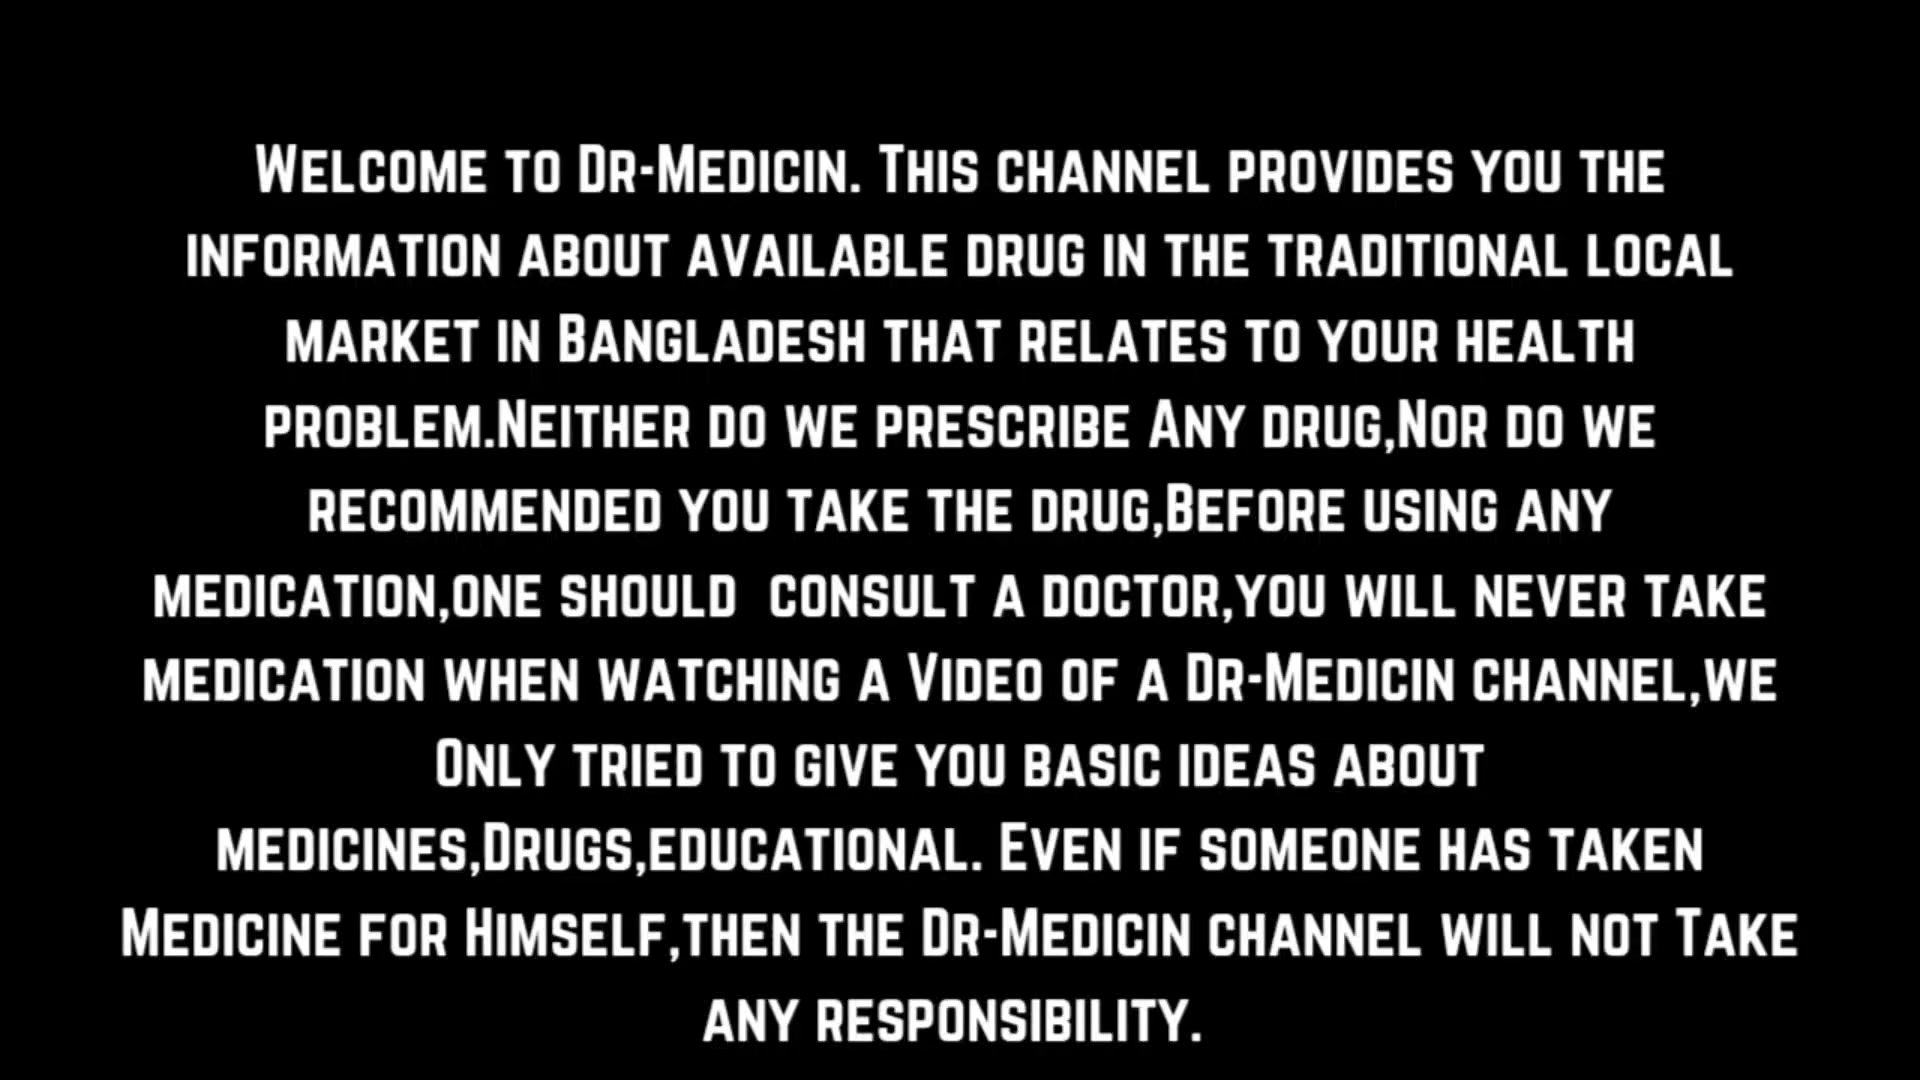 Welcome to Dr-Medicin. This channel provides you the
information about available drug in the traditional local
market in Bangladesh that relates to your health
problem.Neither do we prescribe Any drug,Nor do we
recommended you take the drug,Before using any
medication,one should  consult a doctor,you will never take
medication when watching a Video of a Dr-Medicin channel,we
Only tried to give you basic ideas about
medicines,Drugs,educational. Even if someone has taken
Medicine for Himself,then the Dr-Medicin channel will not Take
any responsibility.